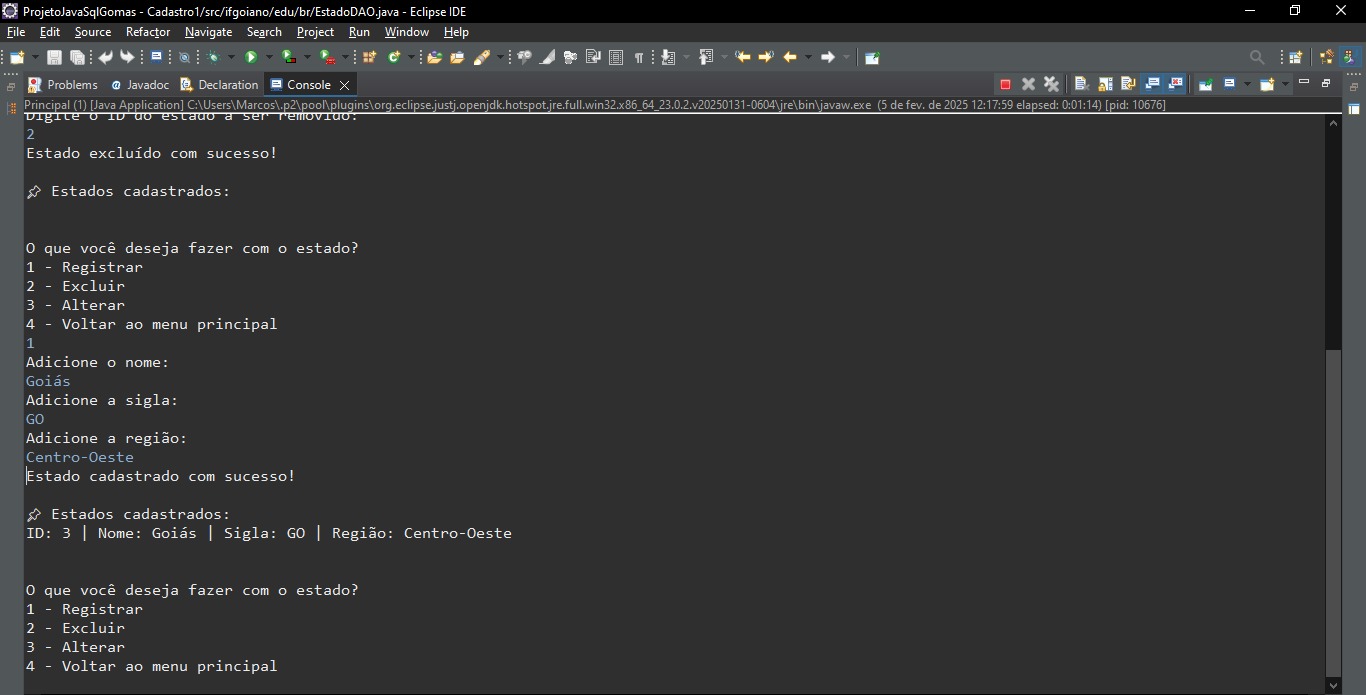 ProjetoJavaSqlGomas - Cadastro1/src/ifgoiano/edu/br/EstadoDAO.java - Eclipse IDE
File Edit Source Refactor Navigate Search Project Run Window Help
Problems Javadoc Declaration Console
Principal (1) [Java Application] C:\Users\Marcos\.p2\pool\plugins\org.eclipse.justj.openjdk.hotspot.jre.full.win32.x86_64_23.0.2.v20250131-0604\jre\bin\javaw.exe (5 de fev. de 2025 12:17:59 elapsed: 0:01:14) [pid: 10676]
Digite o ID do estado a ser removido:
2
Estado excluído com sucesso!
📌 Estados cadastrados:
O que você deseja fazer com o estado?
1 - Registrar
2 - Excluir
3 - Alterar
4 - Voltar ao menu principal
1
Adicione o nome:
Goiás
Adicione a sigla:
GO
Adicione a região:
Centro-Oeste
Estado cadastrado com sucesso!
📌 Estados cadastrados:
ID: 3 | Nome: Goiás | Sigla: GO | Região: Centro-Oeste
O que você deseja fazer com o estado?
1 - Registrar
2 - Excluir
3 - Alterar
4 - Voltar ao menu principal